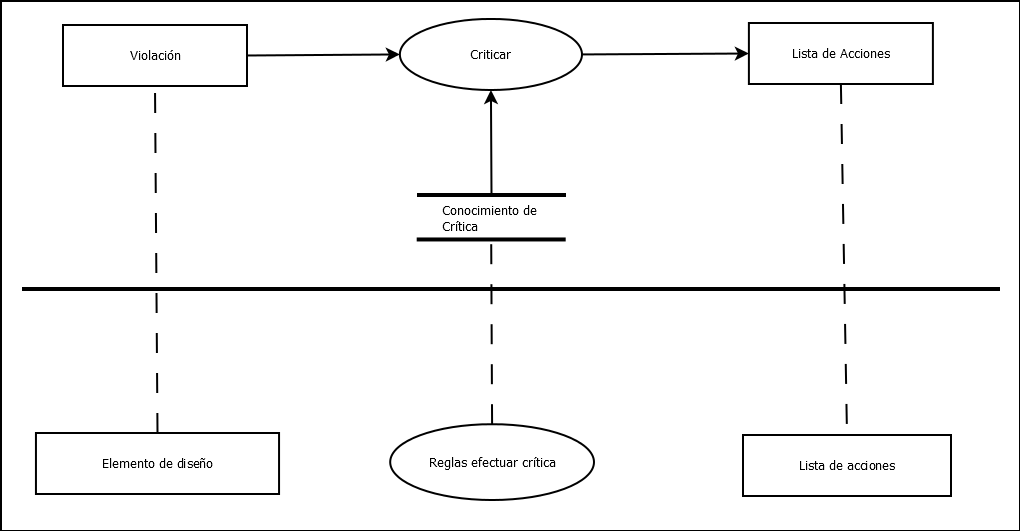 Violación
Criticar
Lista de Acciones
Conocimiento de
Crítica
Elemento de diseño
Reglas efectuar crítica
Lista de acciones